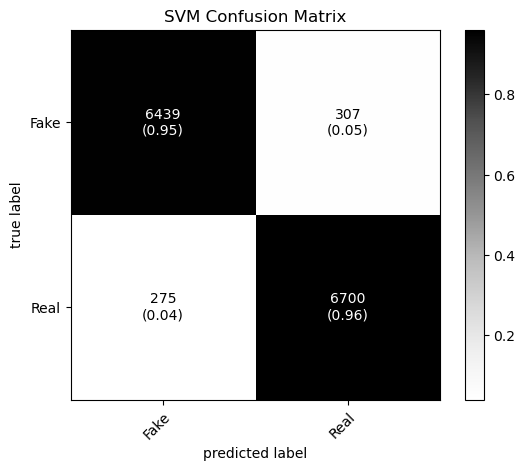 SVM Confusion Matrix
Fake
6439
(0.95)
307
(0.05)
Real
275
(0.04)
6700
(0.96)
Fake
Real
predicted label
true label
0.8
0.6
0.4
0.2